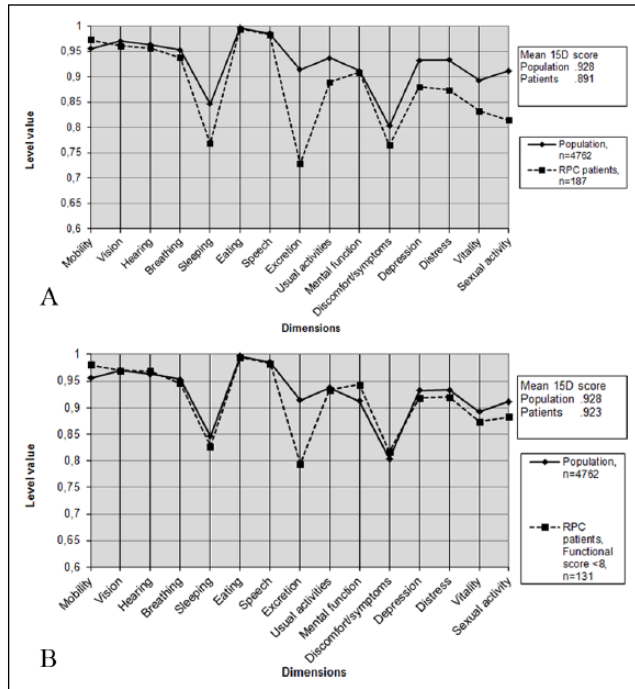 Level value
1
0,95
0,9
0,85
0,8
0,75
0,7
0,65
0,6
Mobility
Vision
Hearing
Breathing
Sleeping
Eating
Speech
Excretion
Usual activities
Mental function
Discomfort/symptoms
Depression
Distress
Vitality
Sexual activity
Dimensions
Mean 15D score
Population .928
Patients .891
Population,
n=4762
RPC patients,
n=187
A
Level value
1
0,95
0,9
0,85
0,8
0,75
0,7
0,65
0,6
Mobility
Vision
Hearing
Breathing
Sleeping
Eating
Speech
Excretion
Usual activities
Mental function
Discomfort/symptoms
Depression
Distress
Vitality
Sexual activity
Dimensions
Mean 15D score
Population .928
Patients .923
Population,
n=4762
RPC
patients,
Functional
score <8,
n=131
B